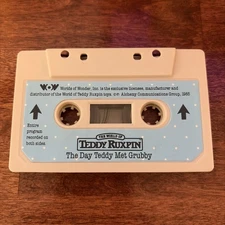 WOW
Worlds of Wonder, Inc. is the exclusive licensee, manufacturer and
distributor of the World of Teddy Ruxpin toys. Alchemy Communications Group, 1985
Entire
program
recorded on
both sides.
THE WORLD OF
TEDDY RUXPIN
The Day Teddy Met Grubby